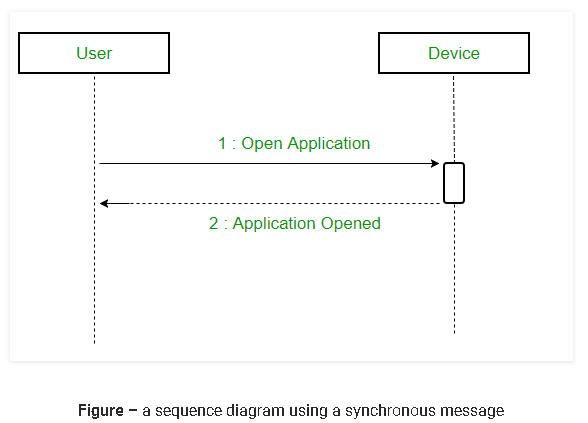 User
Device
1 : Open Application
2 : Application Opened
Figure – a sequence diagram using a synchronous message